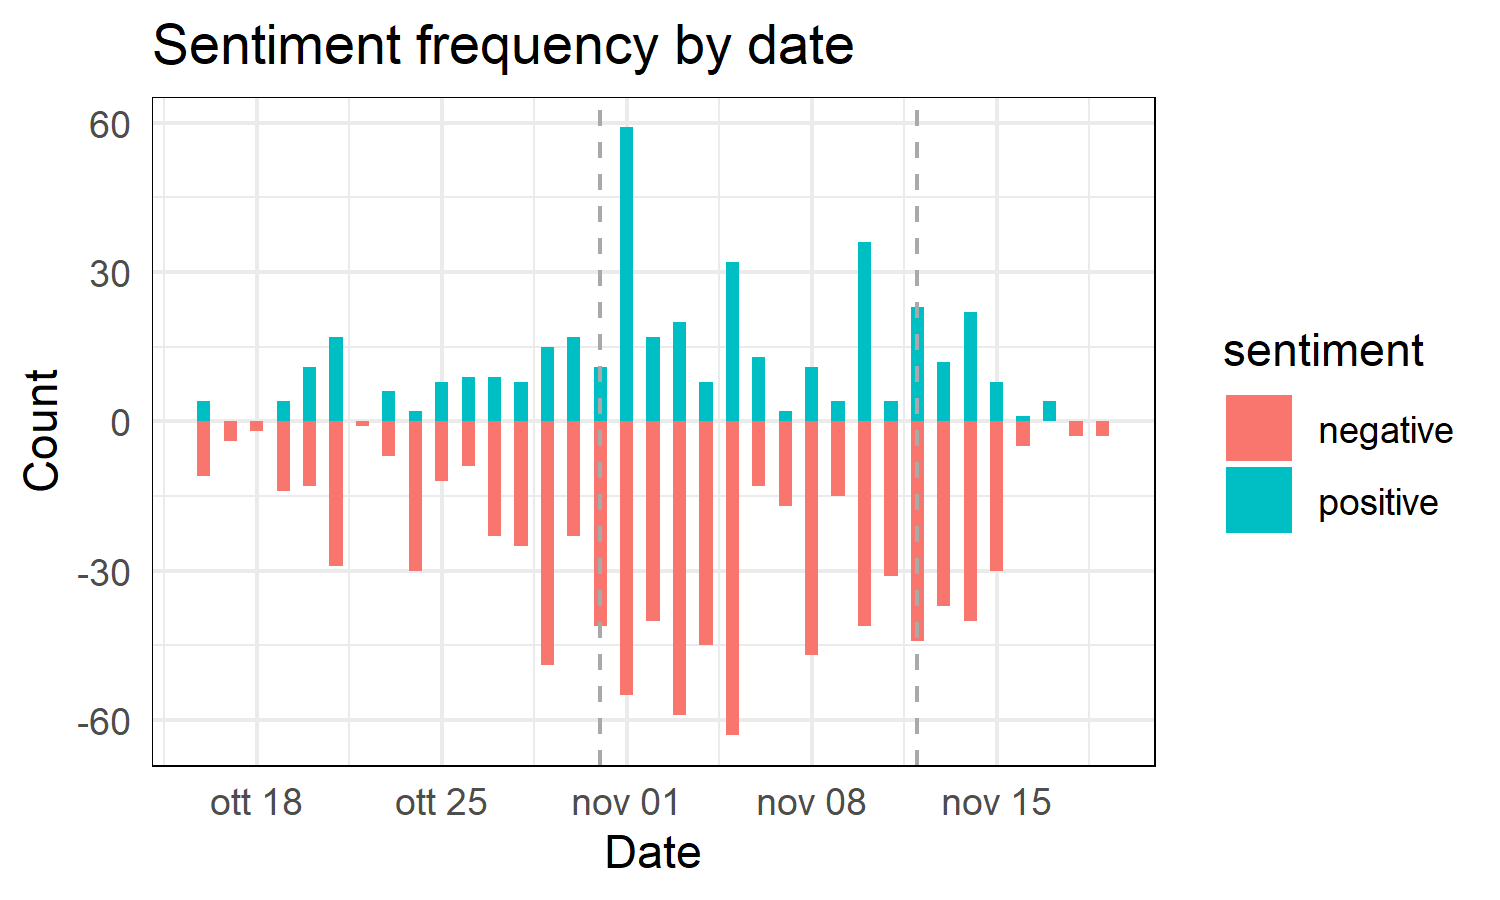 Sentiment frequency by date
60
30
0
-30
-60
Count
ott 18
ott 25
nov 01
nov 08
nov 15
Date
sentiment
negative
positive